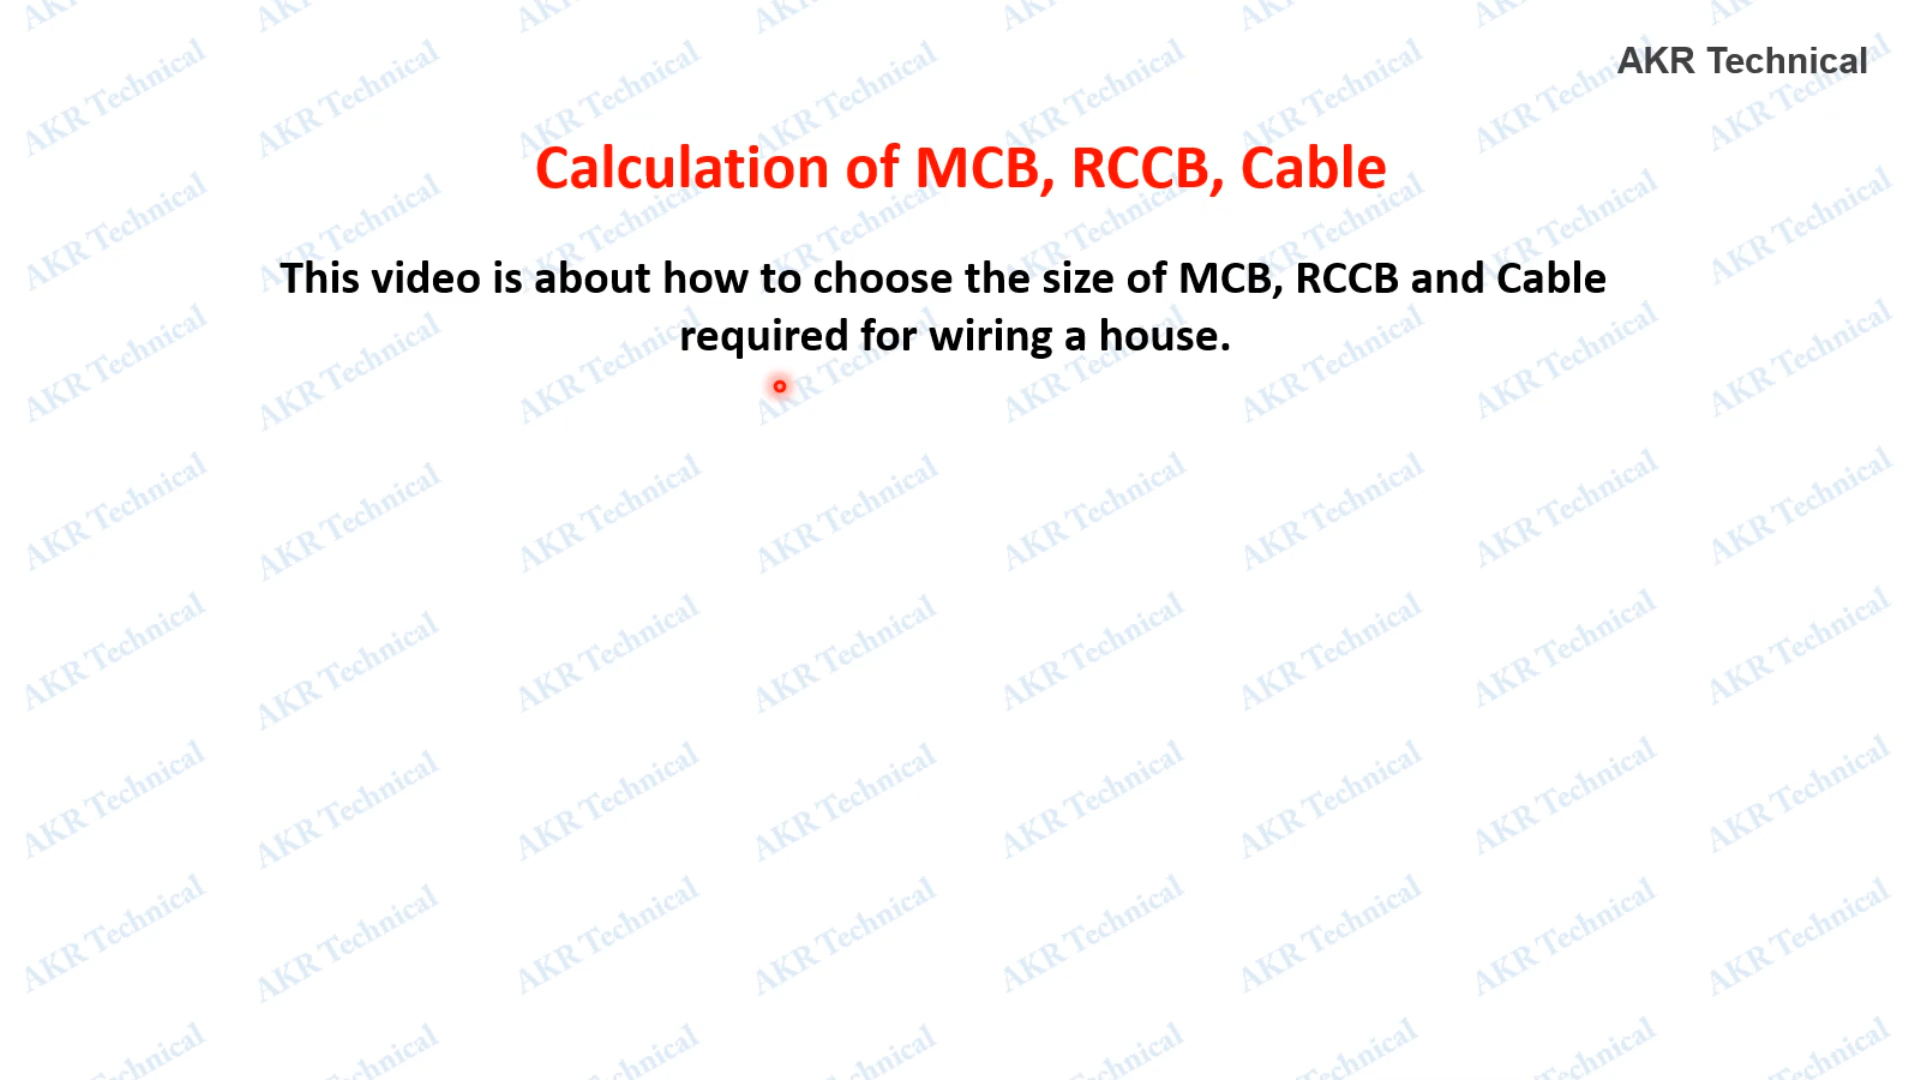 AKR Technical
Calculation of MCB, RCCB, Cable
This video is about how to choose the size of MCB, RCCB and Cable
required for wiring a house.